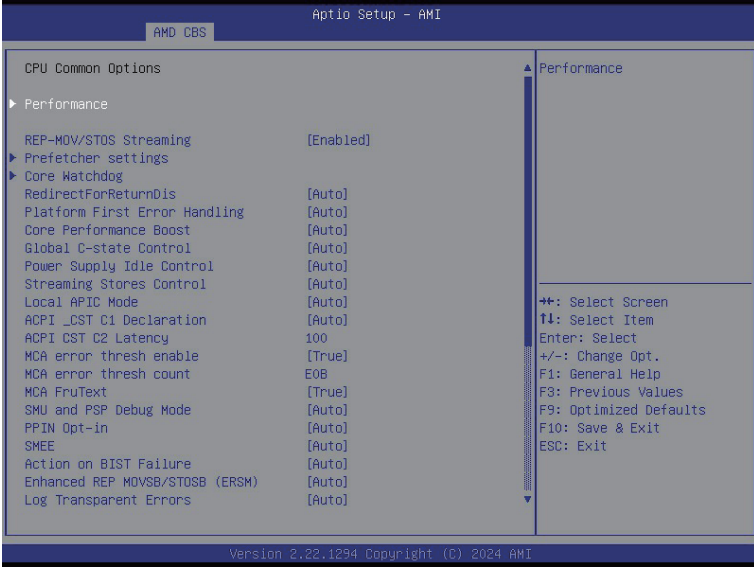 Aptio Setup – AMI
AMD CBS
CPU Common Options
Performance
REP-MOV/STOS Streaming [Enabled]
Prefetcher settings
Core Watchdog
RedirectForReturnDis [Auto]
Platform First Error Handling [Auto]
Core Performance Boost [Auto]
Global C-state Control [Auto]
Power Supply Idle Control [Auto]
Streaming Stores Control [Auto]
Local APIC Mode [Auto]
ACPI _CST C1 Declaration [Auto]
ACPI CST C2 Latency 100
MCA error thresh enable [True]
MCA error thresh count E0B
MCA FruText [True]
SMU and PSP Debug Mode [Auto]
PPIN Opt-in [Auto]
SMEE [Auto]
Action on BIST Failure [Auto]
Enhanced REP MOVSB/STOSB (ERSM) [Auto]
Log Transparent Errors [Auto]
Performance
→←: Select Screen
↑↓: Select Item
Enter: Select
+/-: Change Opt.
F1: General Help
F3: Previous Values
F9: Optimized Defaults
F10: Save & Exit
ESC: Exit
Version 2.22.1294 Copyright (C) 2024 AMI